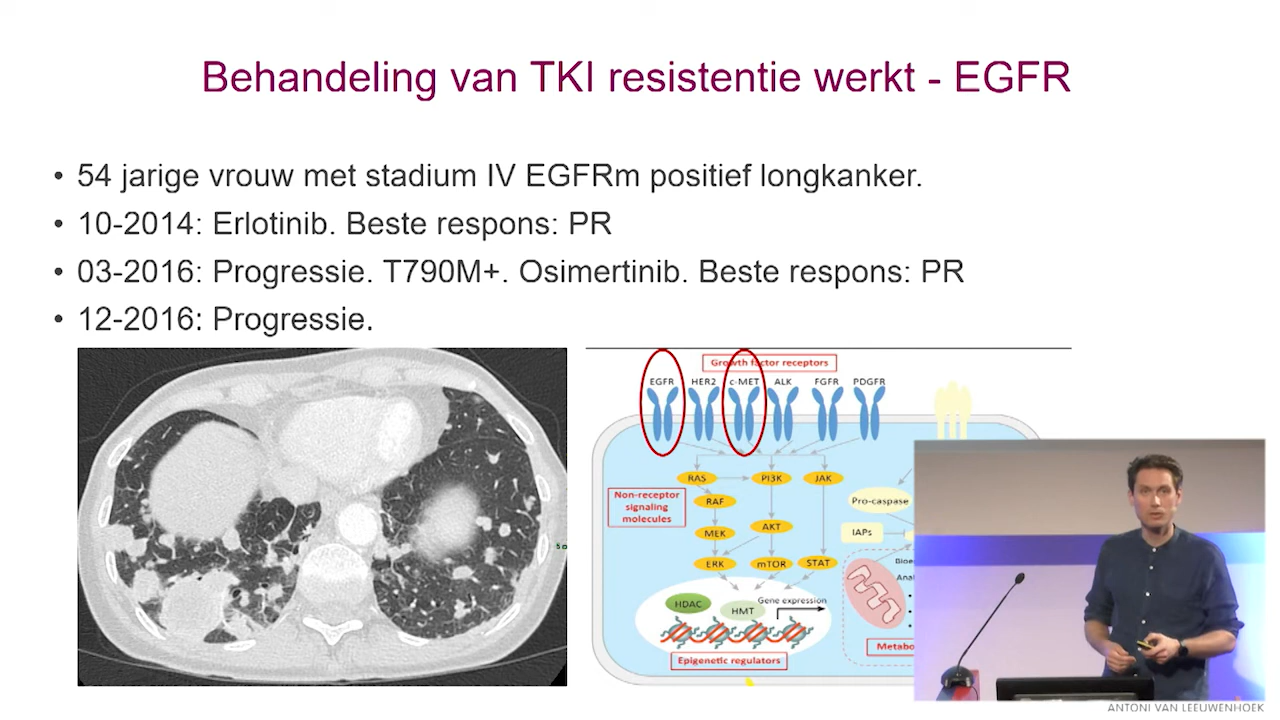 Behandeling van TKI resistentie werkt - EGFR
• 54 jarige vrouw met stadium IV EGFRm positief longkanker.
• 10-2014: Erlotinib. Beste respons: PR
• 03-2016: Progressie. T790M+. Osimertinib. Beste respons: PR
• 12-2016: Progressie.
Growth factor receptors
EGFR HER2 c-MET ALK FGFR PDGFR
RAS PI3K JAK
Non-receptor
signaling
molecules
RAF
MEK
AKT
ERK mTOR STAT
Pro-caspase
IAPs
HDAC
HMT
Gene expression
Epigenetic regulators
Bioe
Anal
Metabo
ANTONI VAN LEEUWENHOEK